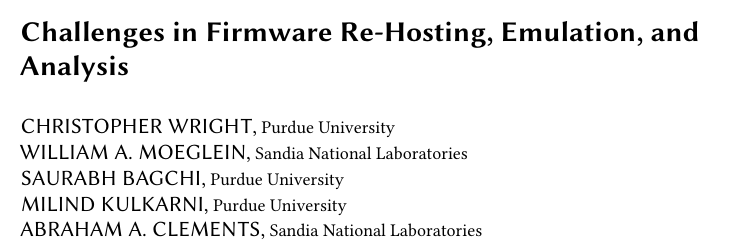 Challenges in Firmware Re-Hosting, Emulation, and
Analysis
CHRISTOPHER WRIGHT, Purdue University
WILLIAM A. MOEGLEIN, Sandia National Laboratories
SAURABH BAGCHI, Purdue University
MILIND KULKARNI, Purdue University
ABRAHAM A. CLEMENTS, Sandia National Laboratories